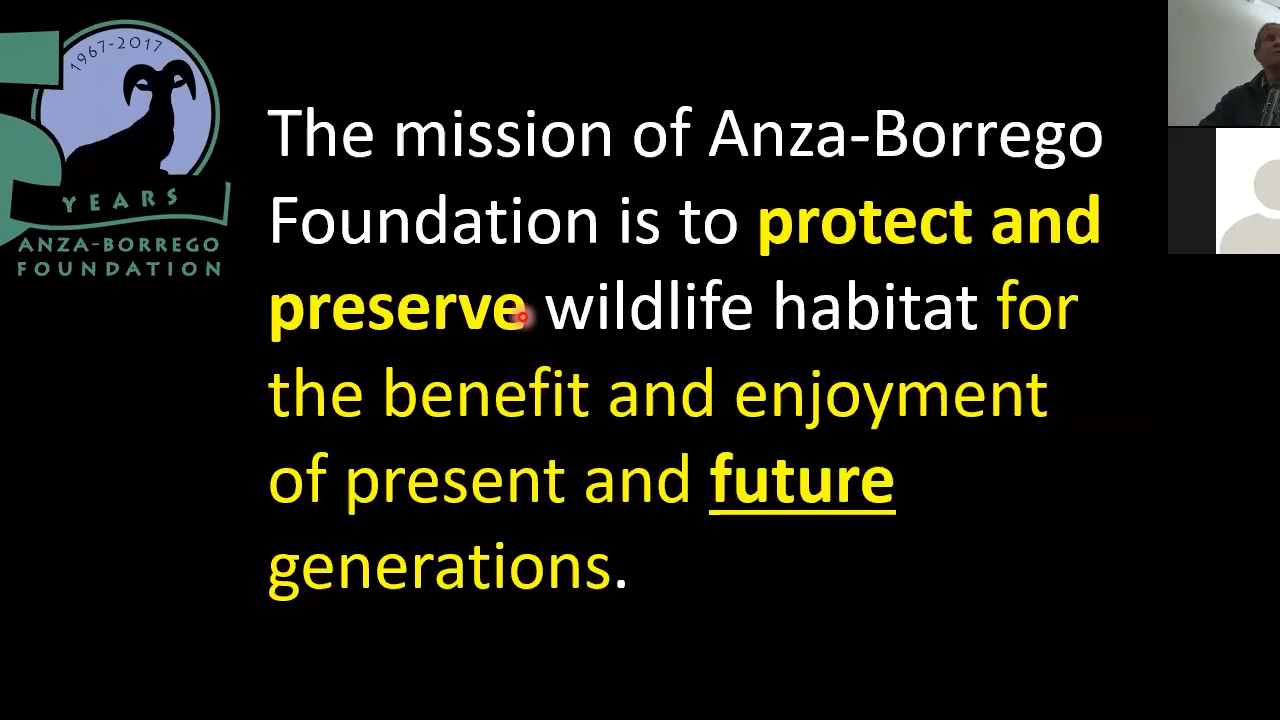 1967-2017
YEARS
ANZA-BORREGO
FOUNDATION
The mission of Anza-Borrego
Foundation is to protect and
preserve wildlife habitat for
the benefit and enjoyment
of present and future
generations.